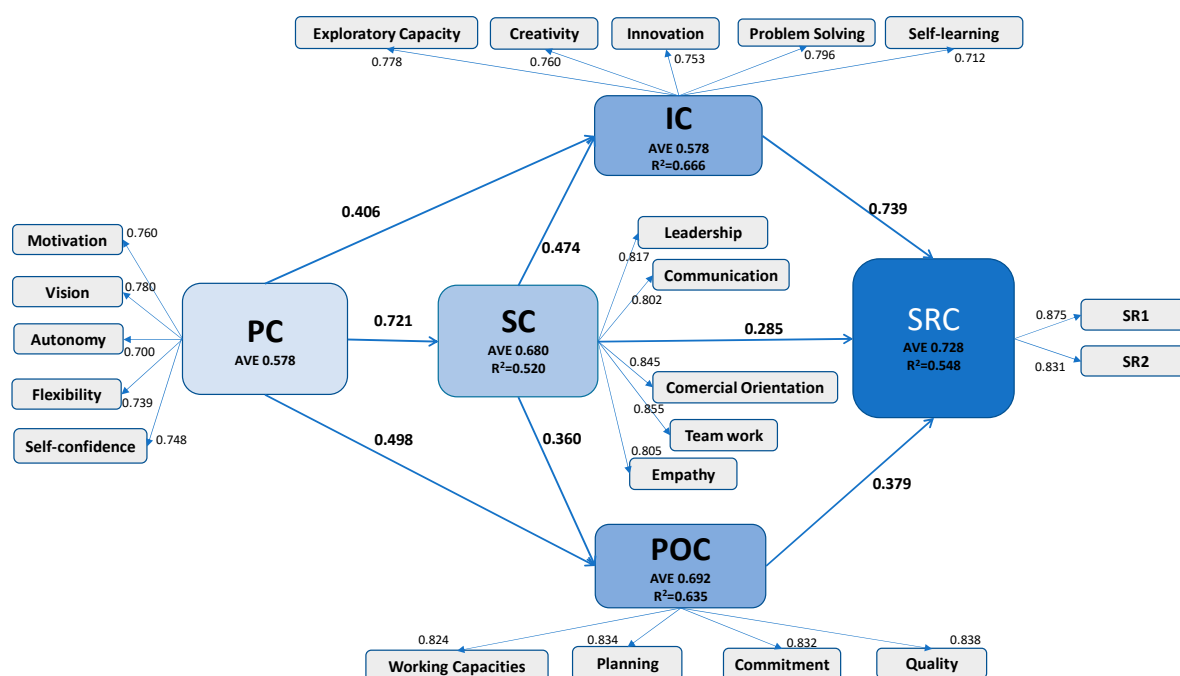 Exploratory Capacity
Creativity
Innovation
Problem Solving
Self-learning
0.778
0.760
0.753
0.796
0.712
IC
AVE 0.578
R²=0.666
0.406
0.474
0.739
Motivation
0.760
Vision
0.780
Autonomy
0.700
Flexibility
0.739
Self-confidence
0.748
PC
AVE 0.578
0.721
SC
AVE 0.680
R²=0.520
Leadership
0.817
Communication
0.802
0.285
0.845
Comercial Orientation
0.855
Team work
0.805
Empathy
SRC
AVE 0.728
R²=0.548
0.875
SR1
SR2
0.831
0.498
0.360
0.379
POC
AVE 0.692
R²=0.635
0.824
0.834
0.832
0.838
Working Capacities
Planning
Commitment
Quality